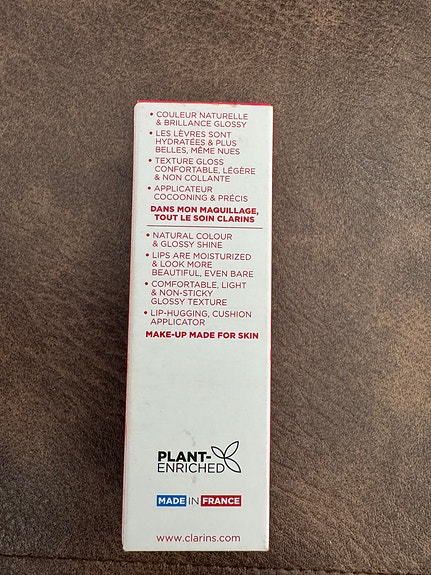 • COULEUR NATURELLE
& BRILLANCE GLOSSY
• LES LÈVRES SONT
HYDRATÉES & PLUS
BELLES, MÊME NUES
• TEXTURE GLOSS
CONFORTABLE, LÉGÈRE
& NON COLLANTE
• APPLICATEUR
COCOONING & PRÉCIS
DANS MON MAQUILLAGE,
TOUT LE SOIN CLARINS
• NATURAL COLOUR
& GLOSSY SHINE
• LIPS ARE MOISTURIZED
& LOOK MORE
BEAUTIFUL, EVEN BARE
• COMFORTABLE, LIGHT
& NON-STICKY
GLOSSY TEXTURE
• LIP-HUGGING, CUSHION
APPLICATOR
MAKE-UP MADE FOR SKIN
PLANT-
ENRICHED
MADE IN FRANCE
www.clarins.com